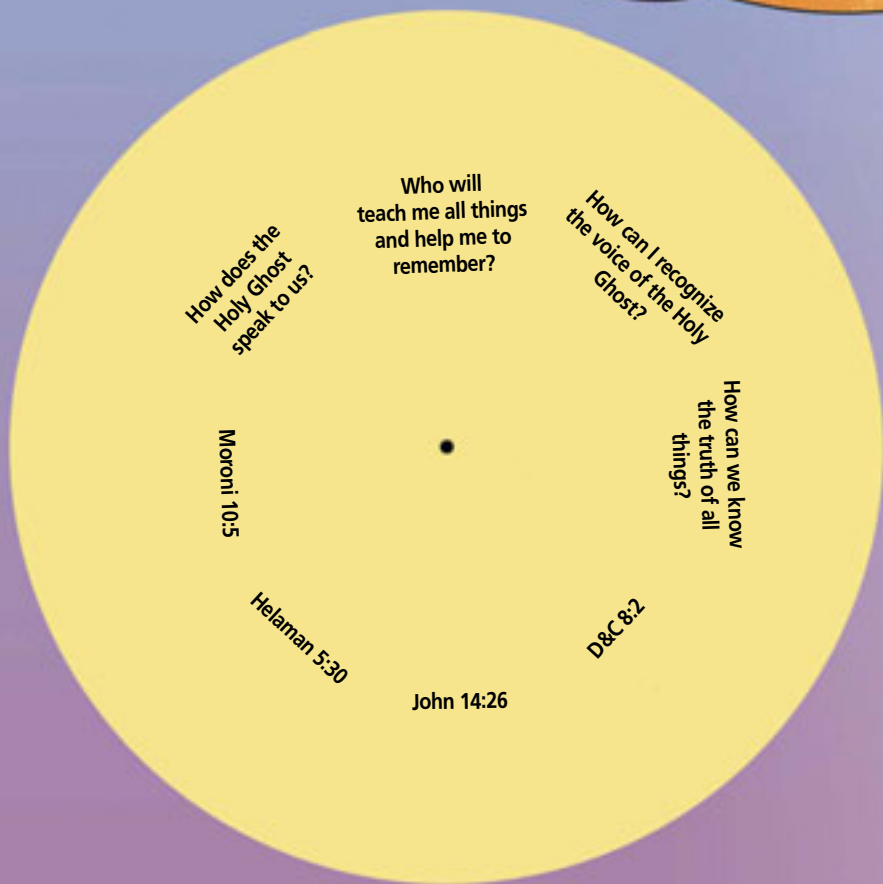 Who will
teach me all things
and help me to
remember?
How can I recognize
the voice of the Holy
Ghost?
How can we know
the truth of all
things?
D&C 8:2
John 14:26
Helaman 5:30
Moroni 10:5
How does the
Holy Ghost
speak to us?